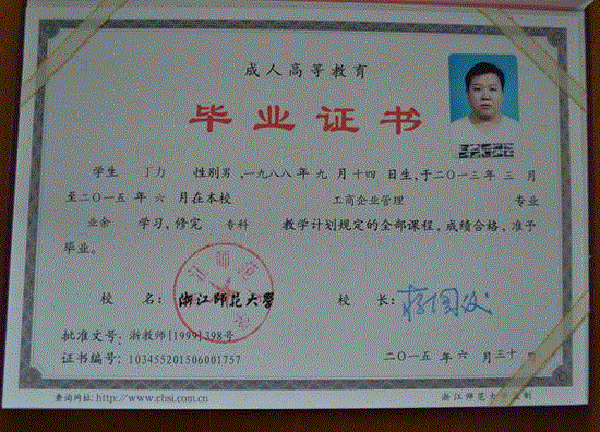 成人高等教育
毕业证书
学生 丁力 性别男,一九八八年九月十四日生,于二〇一三年三月
至二〇一五年六月在本校 工商企业管理 专业
业余 学习,修完 专科 教学计划规定的全部课程,成绩合格,准予
毕业。
校 名: 浙江师范大学 校 长:
批准文号: 浙教师[1999]398号
证书编号: 103455201506001757 二〇一五年六月三十日
查询网址: http://www.chsi.com.cn 浙江师范大学